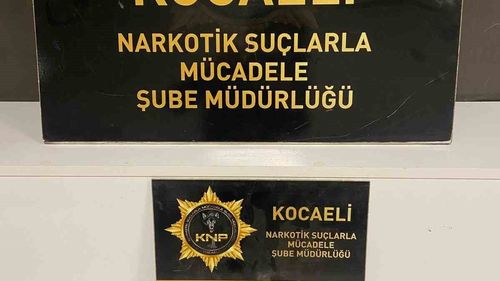 KOCAELİ
NARKOTİK SUÇLARLA
MÜCADELE
ŞUBE MÜDÜRLÜĞÜ
KNP
KOCAELİ
NARKOTİK SUÇLARLA
MÜCADELE
ŞUBE MÜDÜRLÜĞÜ